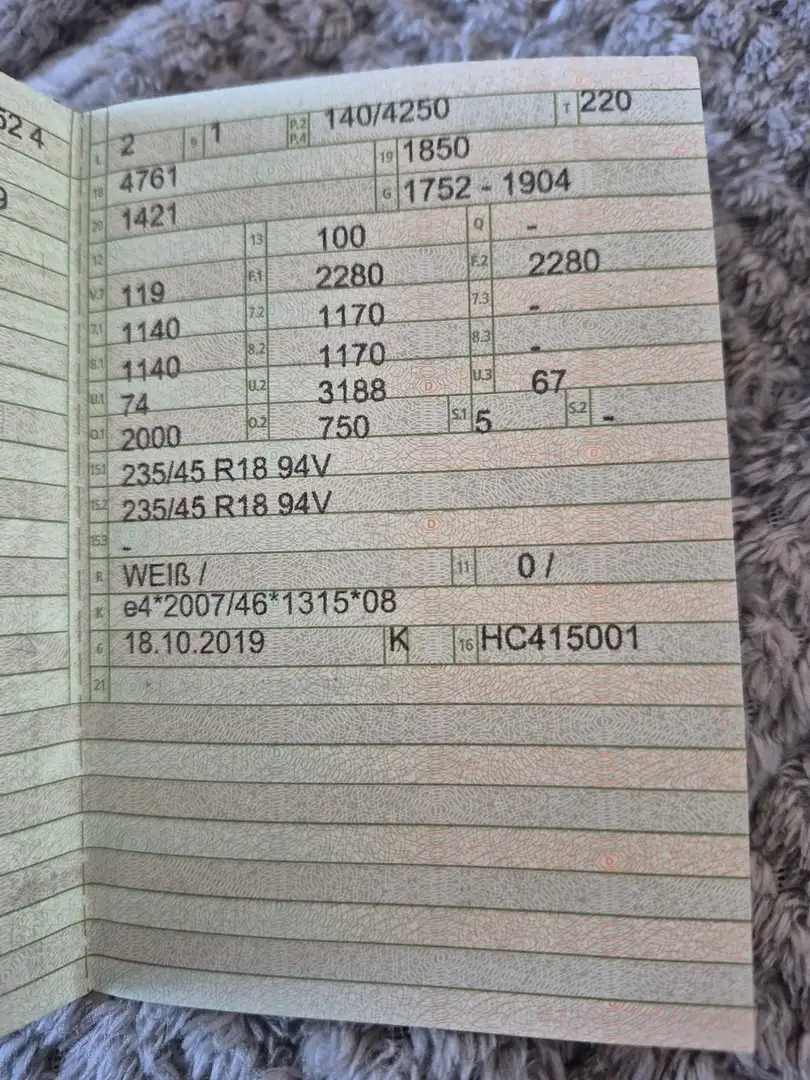 52 4
9
L 2 9 1 P.2 P.4 140/4250 T 220
18 4761 19 1850
20 1421 G 1752 - 1904
12 13 100 Q -
V.7 119 F.1 2280 F.2 2280
7.1 1140 7.2 1170 7.3 -
8.1 1140 8.2 1170 8.3 -
U.1 74 U.2 3188 U.3 67
O.1 2000 O.2 750 S.1 5 S.2 -
15.1 235/45 R18 94V
15.2 235/45 R18 94V
15.3 -
R WEIß / 11 0 /
K e4*2007/46*1315*08
6 18.10.2019 K 16 HC415001
21 -